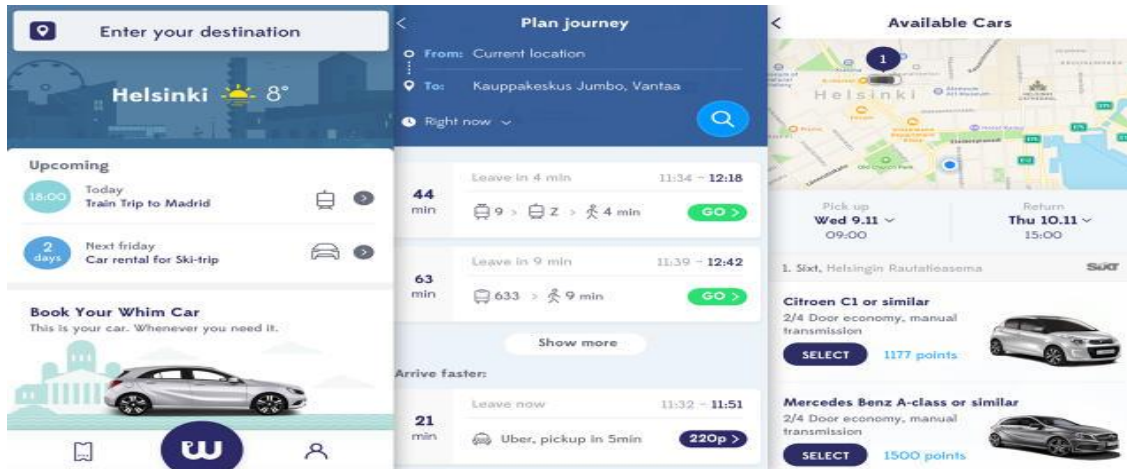 Enter your destination
Helsinki 8°
Upcoming
18:00
Today
Train Trip to Madrid
2 days
Next friday
Car rental for Ski-trip
Book Your Whim Car
This is your car. Whenever you need it.
Plan journey
From: Current location
To: Kauppakeskus Jumbo, Vantaa
Right now
Leave in 4 min 11:34 - 12:18
44 min
9 > Z > 4 min GO >
Leave in 9 min 11:39 - 12:42
63 min
633 > 9 min GO >
Show more
Arrive faster:
Leave now 11:32 - 11:51
21 min
Uber, pickup in 5min 220p >
Available Cars
1
Helsinki
Pick up
Wed 9.11
09:00
Return
Thu 10.11
15:00
1. Sixt, Helsingin Rautatieasema SIXT
Citroen C1 or similar
2/4 Door economy, manual
transmission
SELECT 1177 points
Mercedes Benz A-class or similar
2/4 Door economy, manual
transmission
SELECT 1500 points